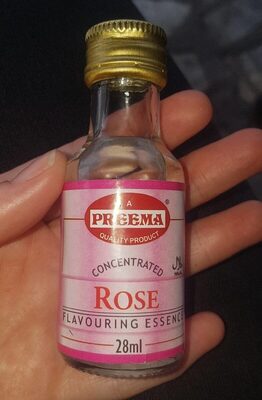 A
PREEMA®
QUALITY PRODUCT
CONCENTRATED
ROSE
FLAVOURING ESSENCE
28ml